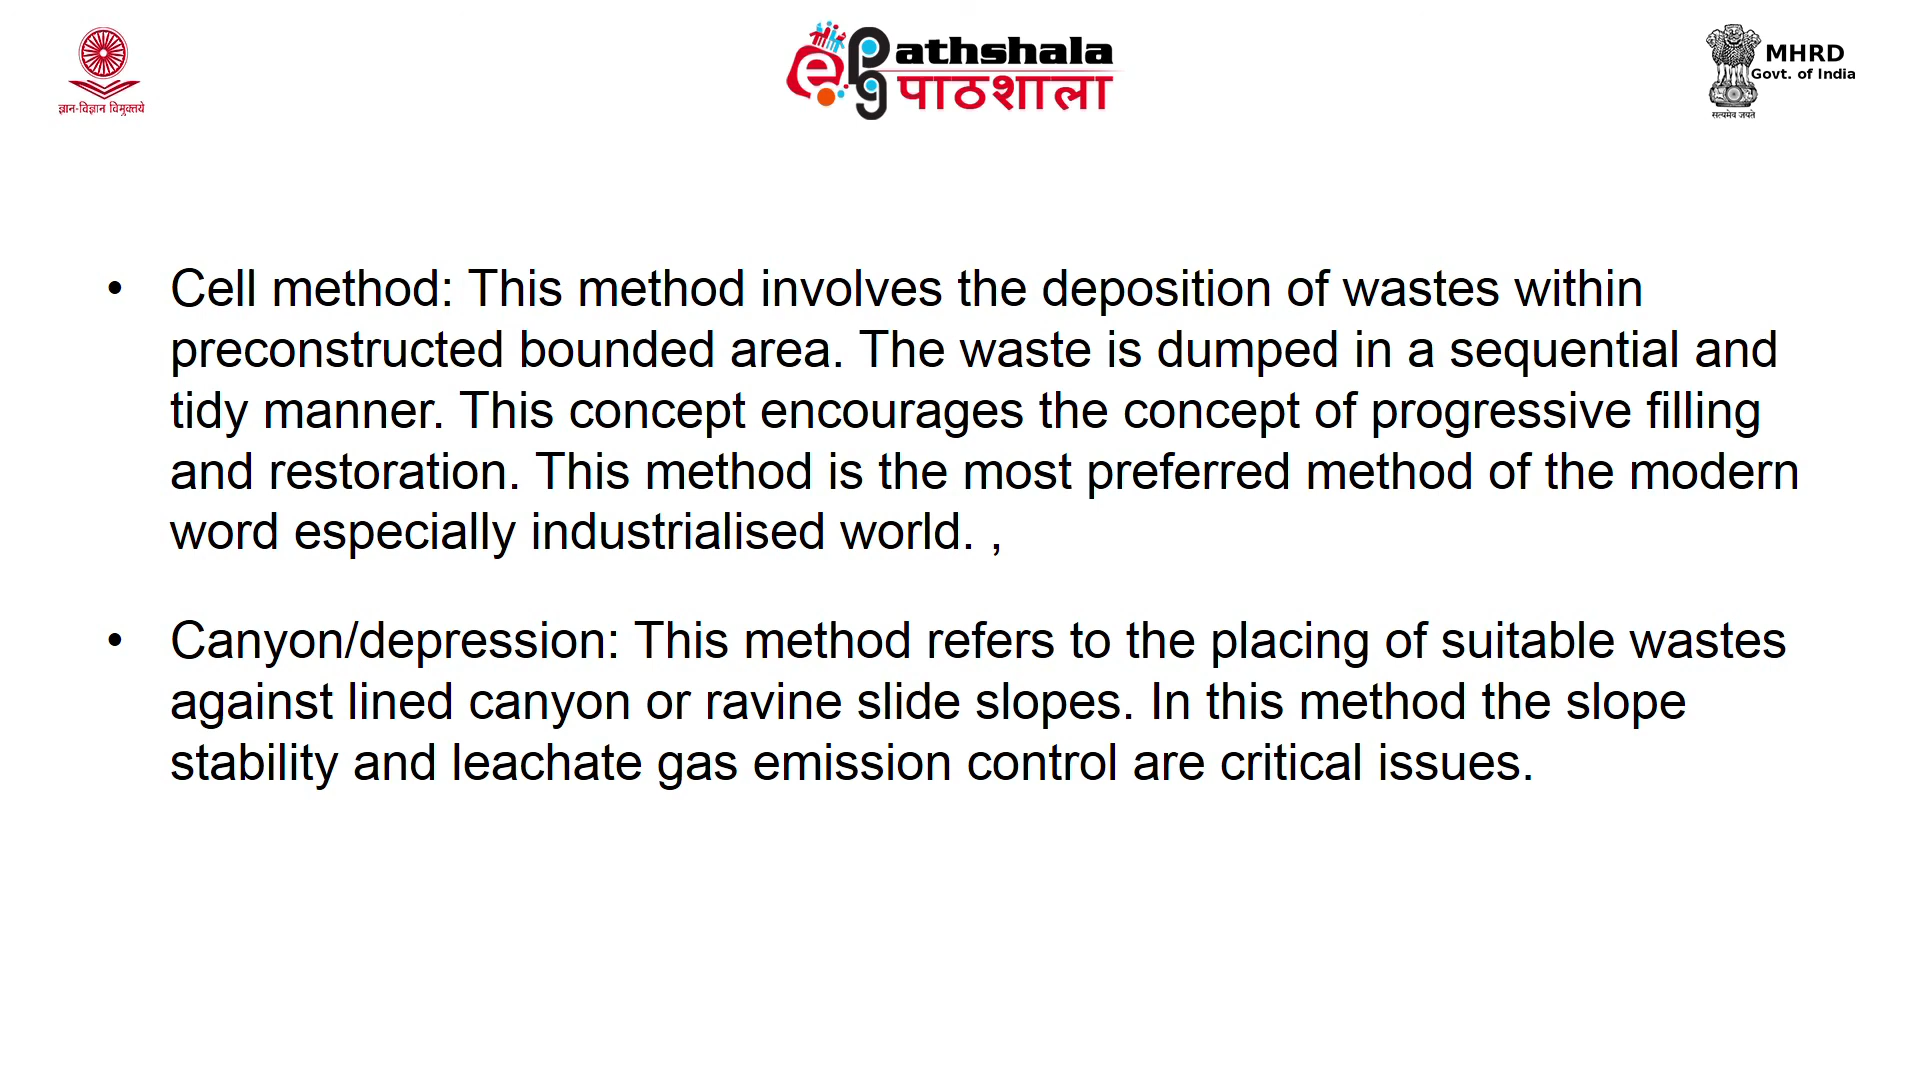 ज्ञान-विज्ञान विमुक्तये
e Pg athshala
पाठशाला
MHRD
Govt. of India
सत्यमेव जयते
• Cell method: This method involves the deposition of wastes within
preconstructed bounded area. The waste is dumped in a sequential and
tidy manner. This concept encourages the concept of progressive filling
and restoration. This method is the most preferred method of the modern
word especially industrialised world. ,
• Canyon/depression: This method refers to the placing of suitable wastes
against lined canyon or ravine slide slopes. In this method the slope
stability and leachate gas emission control are critical issues.